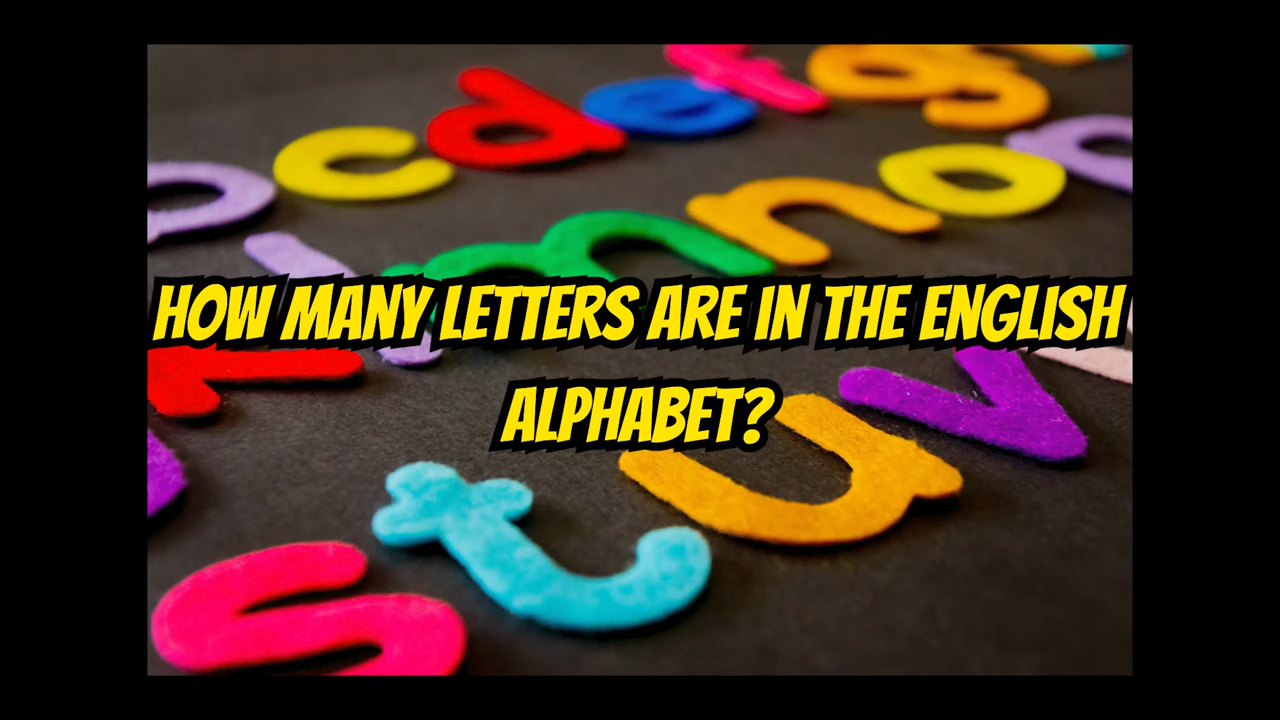 HOW MANY LETTERS ARE IN THE ENGLISH
ALPHABET?
c d e f g
m n o
s t u v